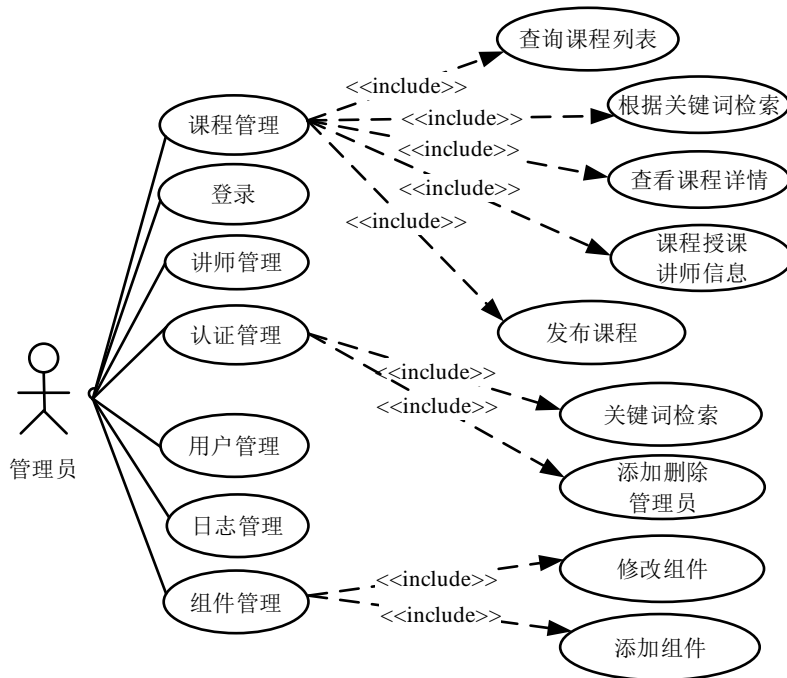 查询课程列表
<<include>>
课程管理
<<include>>
根据关键词检索
<<include>>
查看课程详情
登录
<<include>>
<<include>>
课程授课
讲师信息
讲师管理
认证管理
发布课程
<<include>>
关键词检索
<<include>>
用户管理
管理员
添加删除
管理员
日志管理
修改组件
<<include>>
组件管理
<<include>>
添加组件